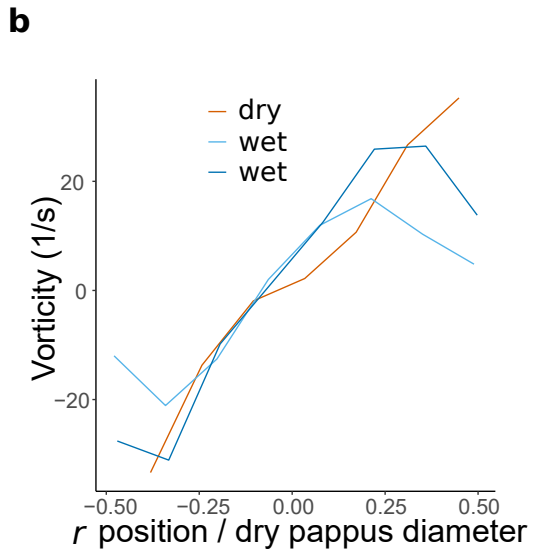 b
dry
wet
wet
Vorticity (1/s)
20
0
−20
−0.50 −0.25 0.00 0.25 0.50
r position / dry pappus diameter